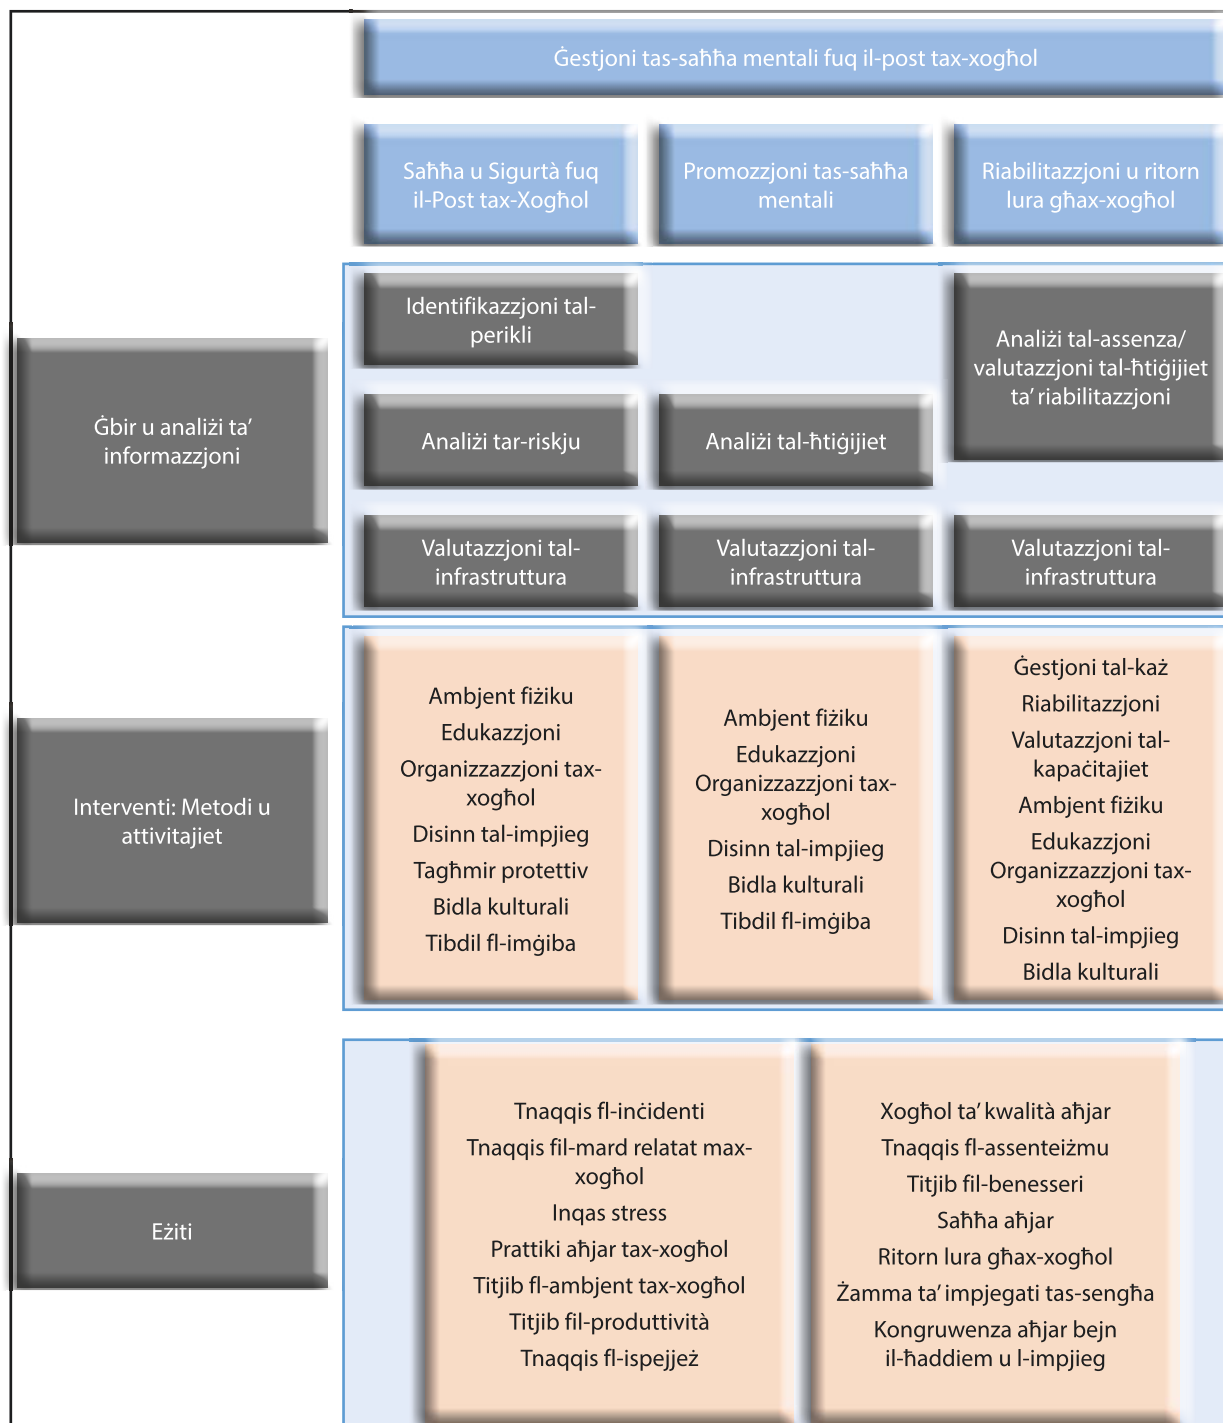 Ġestjoni tas-saħħa mentali fuq il-post tax-xogħol
Saħħa u Sigurtà fuq
il-Post tax-Xogħol
Promozzjoni tas-saħħa
mentali
Riabilitazzjoni u ritorn
lura għax-xogħol
Ġbir u analiżi ta’
informazzjoni
Identifikazzjoni tal-
perikli
Analiżi tar-riskju
Valutazzjoni tal-
infrastruttura
Analiżi tal-ħtiġijiet
Valutazzjoni tal-
infrastruttura
Analiżi tal-assenza/
valutazzjoni tal-ħtiġijiet
ta’ riabilitazzjoni
Valutazzjoni tal-
infrastruttura
Interventi: Metodi u
attivitajiet
Ambjent fiżiku
Edukazzjoni
Organizzazzjoni tax-
xogħol
Disinn tal-impjieg
Tagħmir protettiv
Bidla kulturali
Tibdil fl-imġiba
Ambjent fiżiku
Edukazzjoni
Organizzazzjoni tax-
xogħol
Disinn tal-impjieg
Bidla kulturali
Tibdil fl-imġiba
Ġestjoni tal-każ
Riabilitazzjoni
Valutazzjoni tal-
kapaċitajiet
Ambjent fiżiku
Edukazzjoni
Organizzazzjoni tax-
xogħol
Disinn tal-impjieg
Bidla kulturali
Eżiti
Tnaqqis fl-inċidenti
Tnaqqis fil-mard relatat max-
xogħol
Inqas stress
Prattiki aħjar tax-xogħol
Titjib fl-ambjent tax-xogħol
Titjib fil-produttività
Tnaqqis fl-ispejjeż
Xogħol ta’ kwalità aħjar
Tnaqqis fl-assenteiżmu
Titjib fil-benesseri
Saħħa aħjar
Ritorn lura għax-xogħol
Żamma ta’ impjegati tas-sengħa
Kongruwenza aħjar bejn
il-ħaddiem u l-impjieg